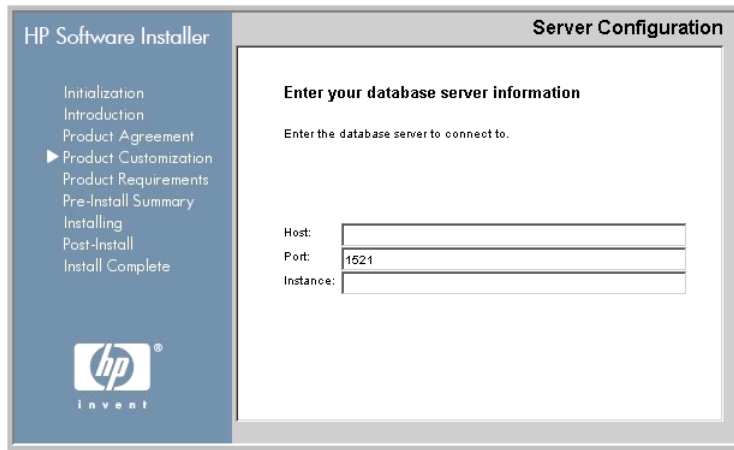 HP Software Installer
Initialization
Introduction
Product Agreement
Product Customization
Product Requirements
Pre-Install Summary
Installing
Post-Install
Install Complete
hp
®
invent
Server Configuration
Enter your database server information
Enter the database server to connect to.
Host:
Port: 1521
Instance: